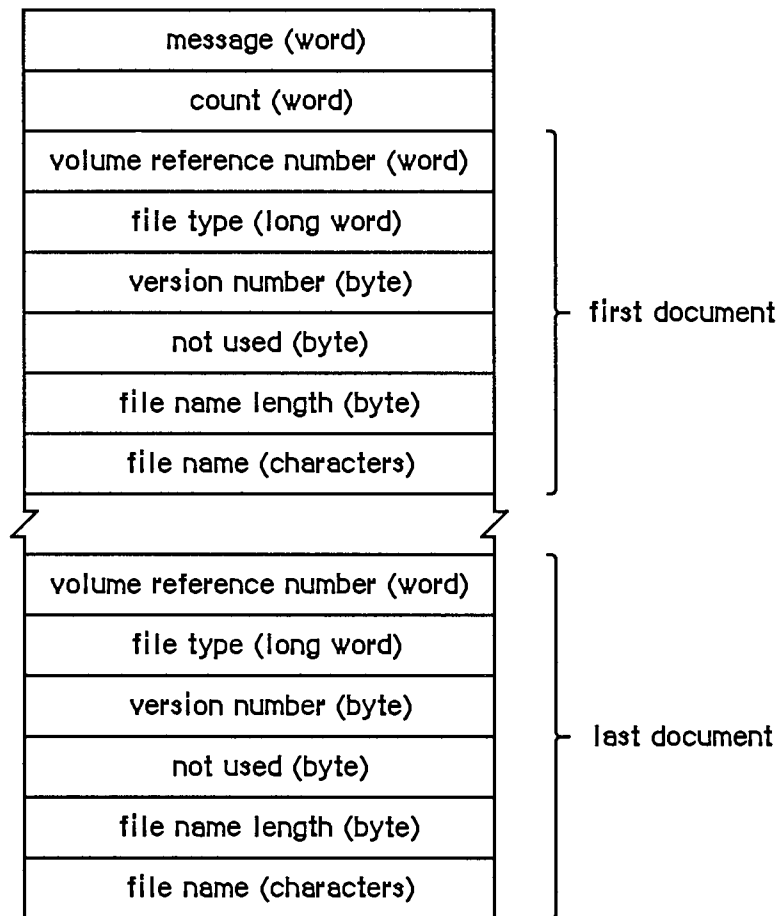 message (word)
count (word)
volume reference number (word)
file type (long word)
version number (byte)
not used (byte)
first document
file name length (byte)
file name (characters)
volume reference number (word)
file type (long word)
version number (byte)
last document
not used (byte)
file name length (byte)
file name (characters)